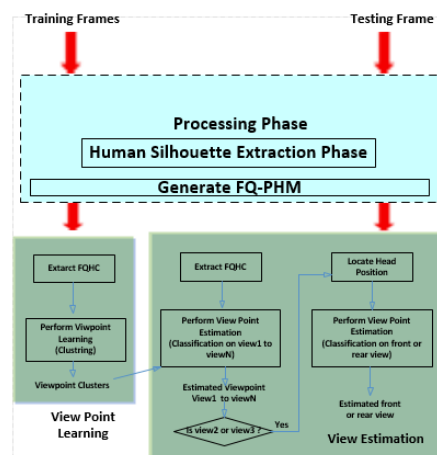 Training Frames
Testing Frame
Processing Phase
Human Silhouette Extraction Phase
Generate FQ-PHM
Extarct FQHC
Perform Viwpoint
Learning
(Clustring)
Viewpoint Clusters
View Point
Learning
Extract FQHC
Perform View Point
Estimation
(Classification on view1 to
viewN)
Estimated Viewpoint
View1 to viewN
Is view2 or view3 ?
Yes
Locate Head
Position
Perform View Point
Estimation
(Classification on front or
rear view)
Estimated front
or rear view
View Estimation